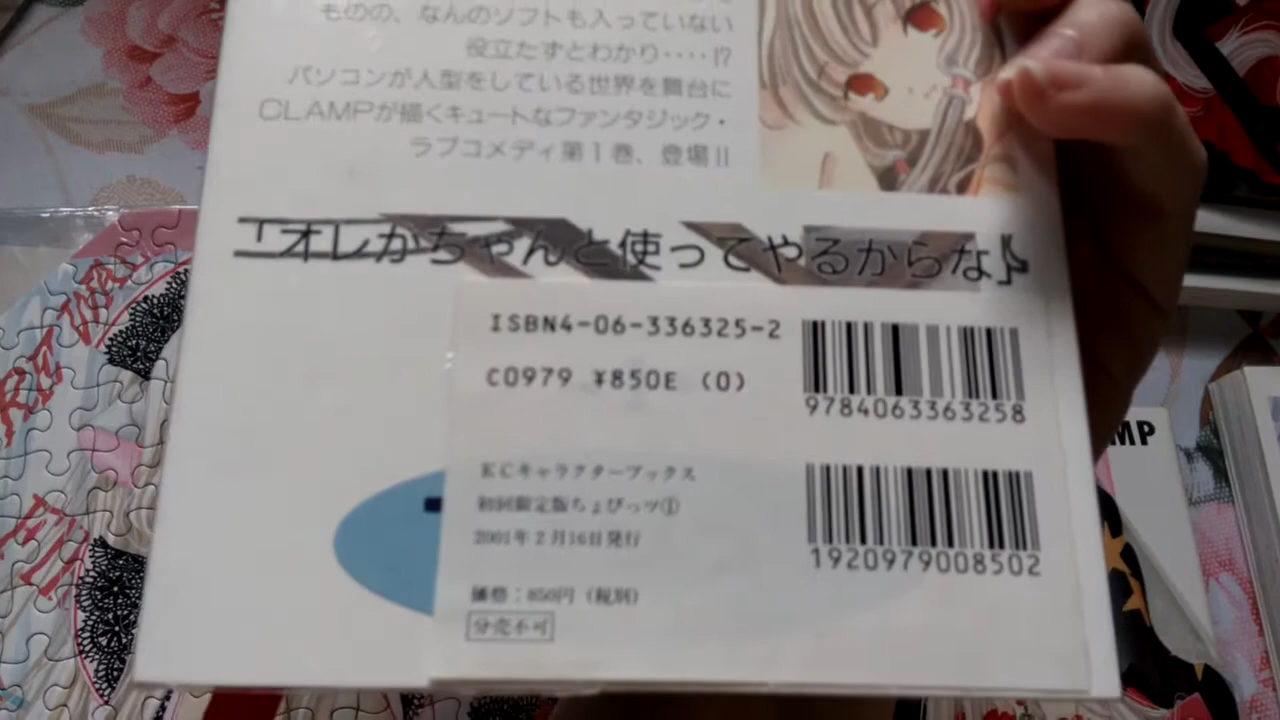 ものの、なんのソフトも入っていない
役立たずとわかり‥‥!?
パソコンが人型をしている世界を舞台に
CLAMPが描くキュートなファンタジック・
ラブコメディ第1巻、登場!!
「オレがちゃんと使ってやるからな」
ISBN4-06-336325-2
C0979 ¥850E (0)
9784063363258
KCキャラクターブックス
初回限定版ちょびっツ①
2001年2月16日発行
1920979008502
価格:850円(税別)
分売不可
MP